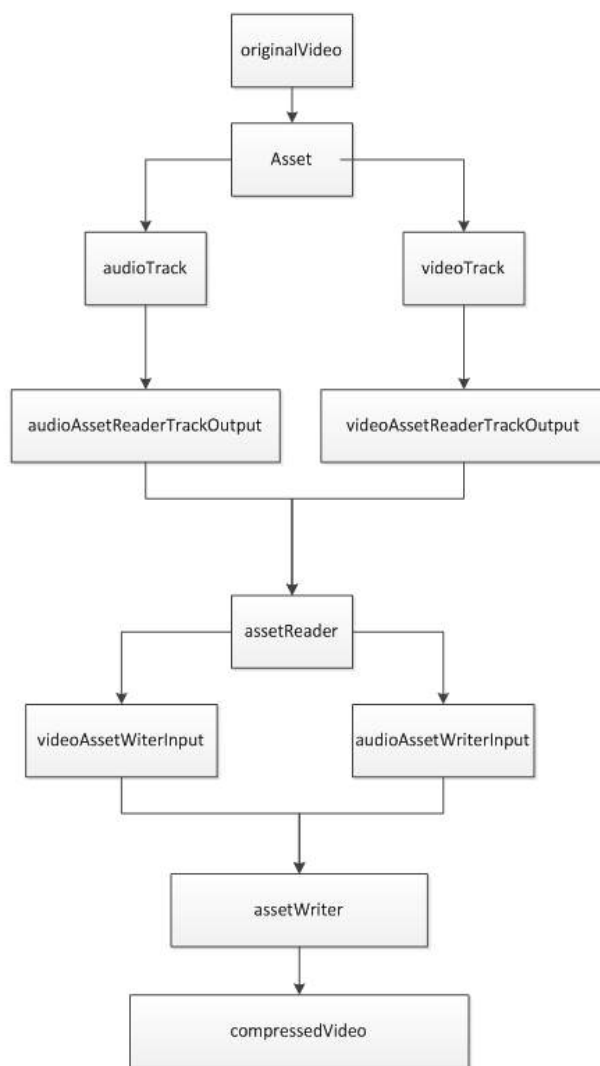 originalVideo
Asset
audioTrack
videoTrack
audioAssetReaderTrackOutput
videoAssetReaderTrackOutput
assetReader
videoAssetWiterInput
audioAssetWriterInput
assetWriter
compressedVideo